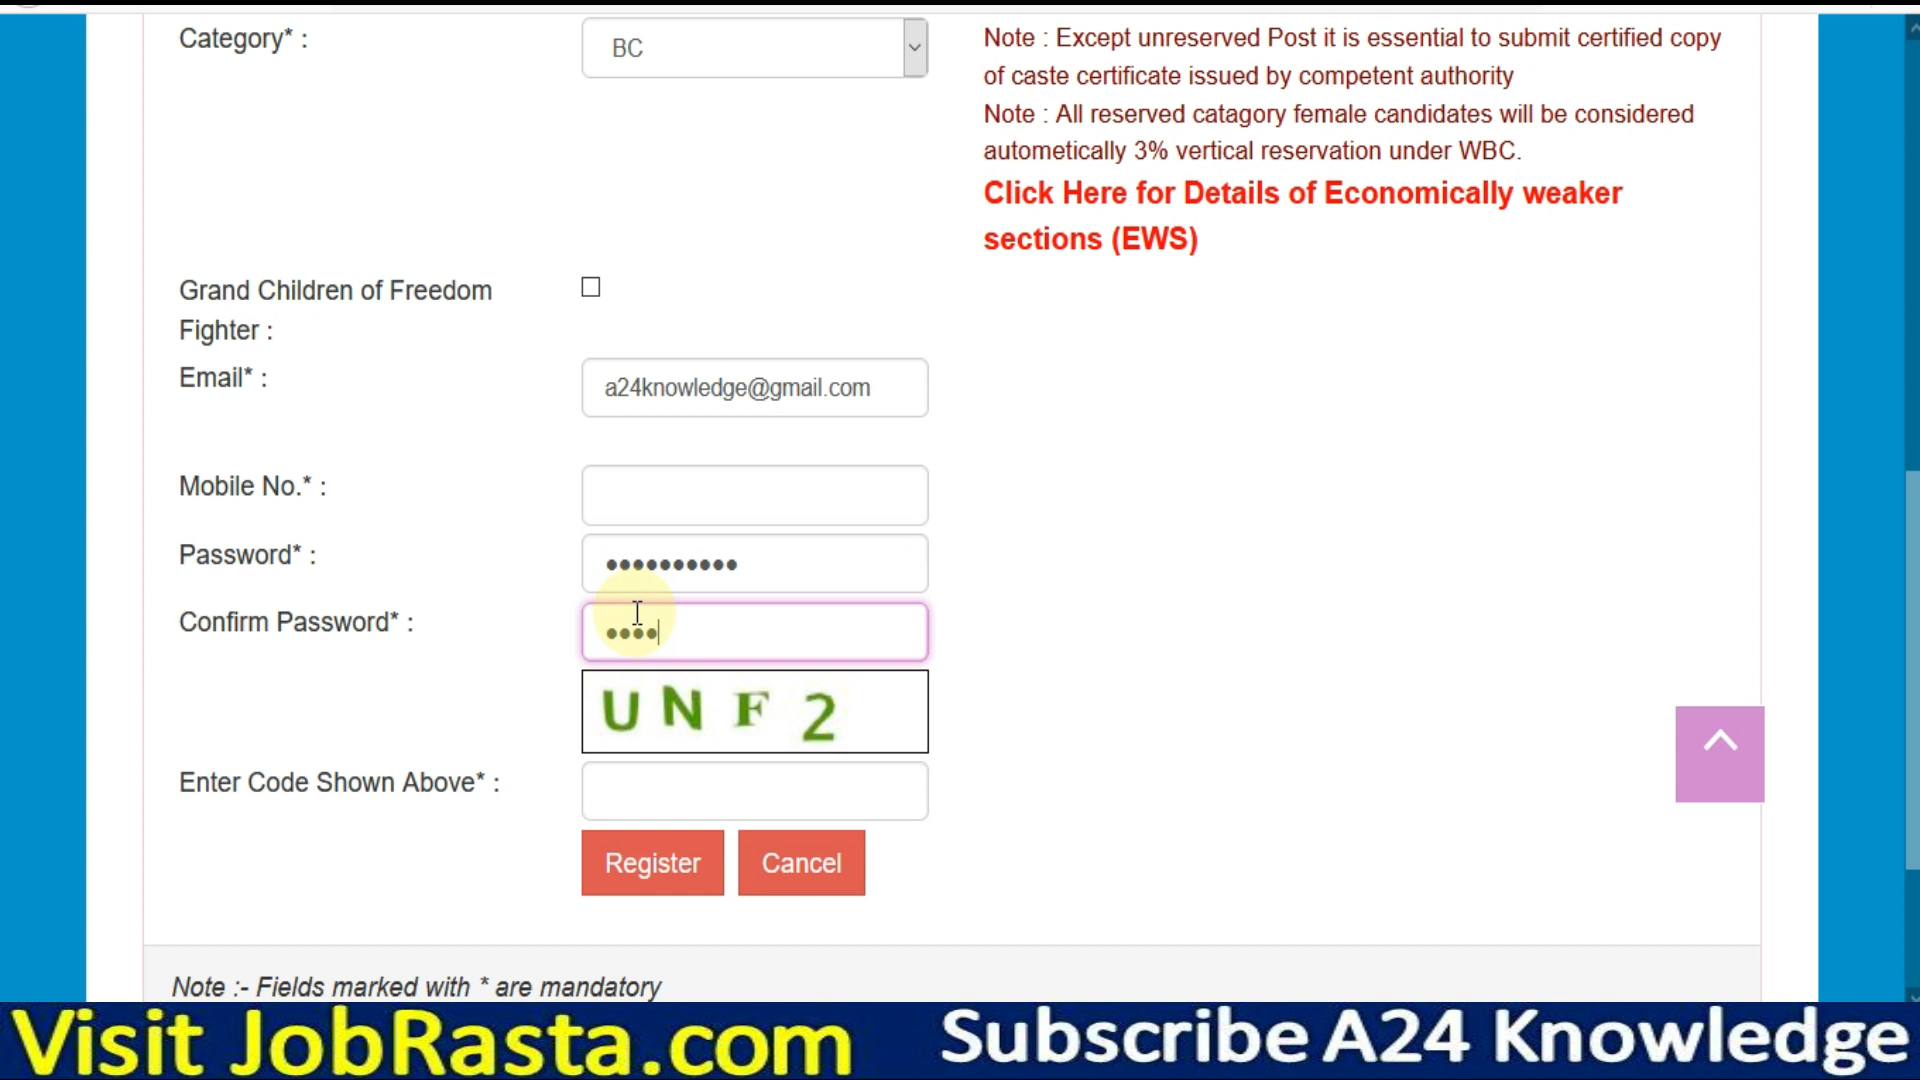 Category* :
BC
Note : Except unreserved Post it is essential to submit certified copy
of caste certificate issued by competent authority
Note : All reserved catagory female candidates will be considered
autometically 3% vertical reservation under WBC.
Click Here for Details of Economically weaker
sections (EWS)
Grand Children of Freedom
Fighter :
Email* :
a24knowledge@gmail.com
Mobile No.* :
Password* :
••••••••••
Confirm Password* :
••••
UNF2
Enter Code Shown Above* :
Register
Cancel
Note :- Fields marked with * are mandatory
Visit JobRasta.com
Subscribe A24 Knowledge